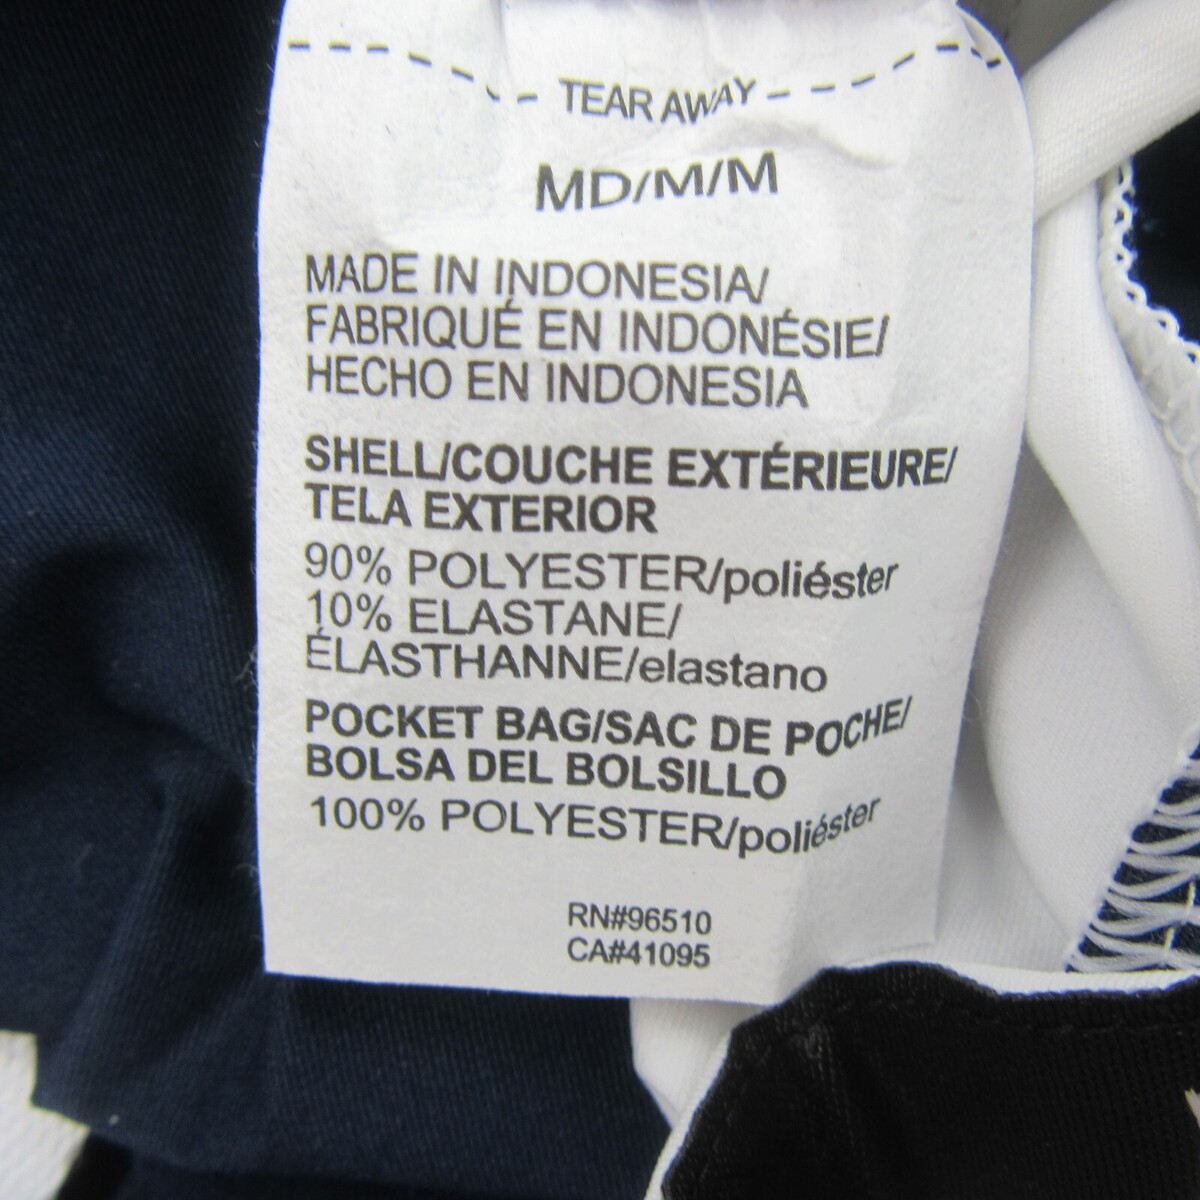 TEAR AWAY
MD/M/M
MADE IN INDONESIA/
FABRIQUÉ EN INDONÉSIE/
HECHO EN INDONESIA
SHELL/COUCHE EXTÉRIEURE/
TELA EXTERIOR
90% POLYESTER/poliéster
10% ELASTANE/
ÉLASTHANNE/elastano
POCKET BAG/SAC DE POCHE/
BOLSA DEL BOLSILLO
100% POLYESTER/poliéster
RN#96510
CA#41095